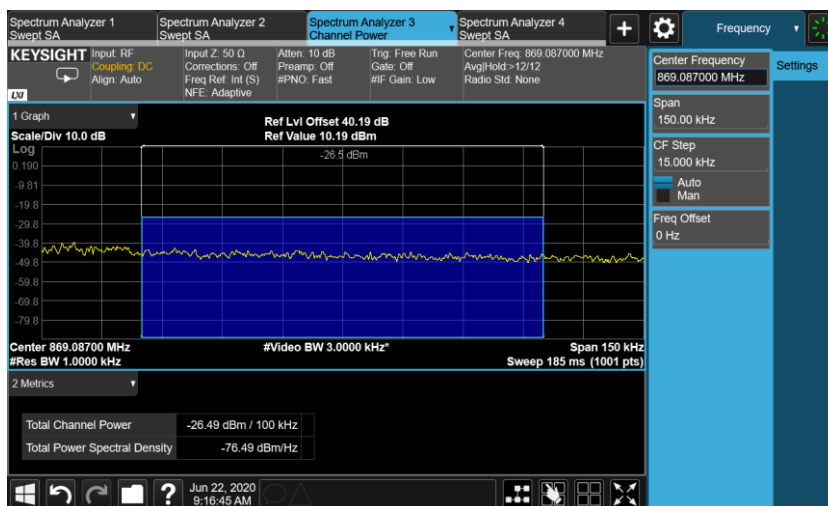 Spectrum Analyzer 1
Swept SA
Spectrum Analyzer 2
Swept SA
Spectrum Analyzer 3
Channel Power
Spectrum Analyzer 4
Swept SA
+
Frequency
KEYSIGHT
LXI
Input: RF
Coupling: DC
Align: Auto
Input Z: 50 Ω
Corrections: Off
Freq Ref: Int (S)
NFE: Adaptive
Atten: 10 dB
Preamp: Off
#PNO: Fast
Trig: Free Run
Gate: Off
#IF Gain: Low
Center Freq: 869.087000 MHz
Avg|Hold:>12/12
Radio Std: None
Center Frequency
869.087000 MHz
Settings
Span
150.00 kHz
CF Step
15.000 kHz
Auto
Man
Freq Offset
0 Hz
1 Graph
Scale/Div 10.0 dB
Ref Lvl Offset 40.19 dB
Ref Value 10.19 dBm
Log
-26.5 dBm
0.190
-9.81
-19.8
-29.8
-39.8
-49.8
-59.8
-69.8
-79.8
Center 869.08700 MHz
#Video BW 3.0000 kHz*
Span 150 kHz
#Res BW 1.0000 kHz
Sweep 185 ms (1001 pts)
2 Metrics
Total Channel Power -26.49 dBm / 100 kHz
Total Power Spectral Density -76.49 dBm/Hz
?
Jun 22, 2020
9:16:45 AM